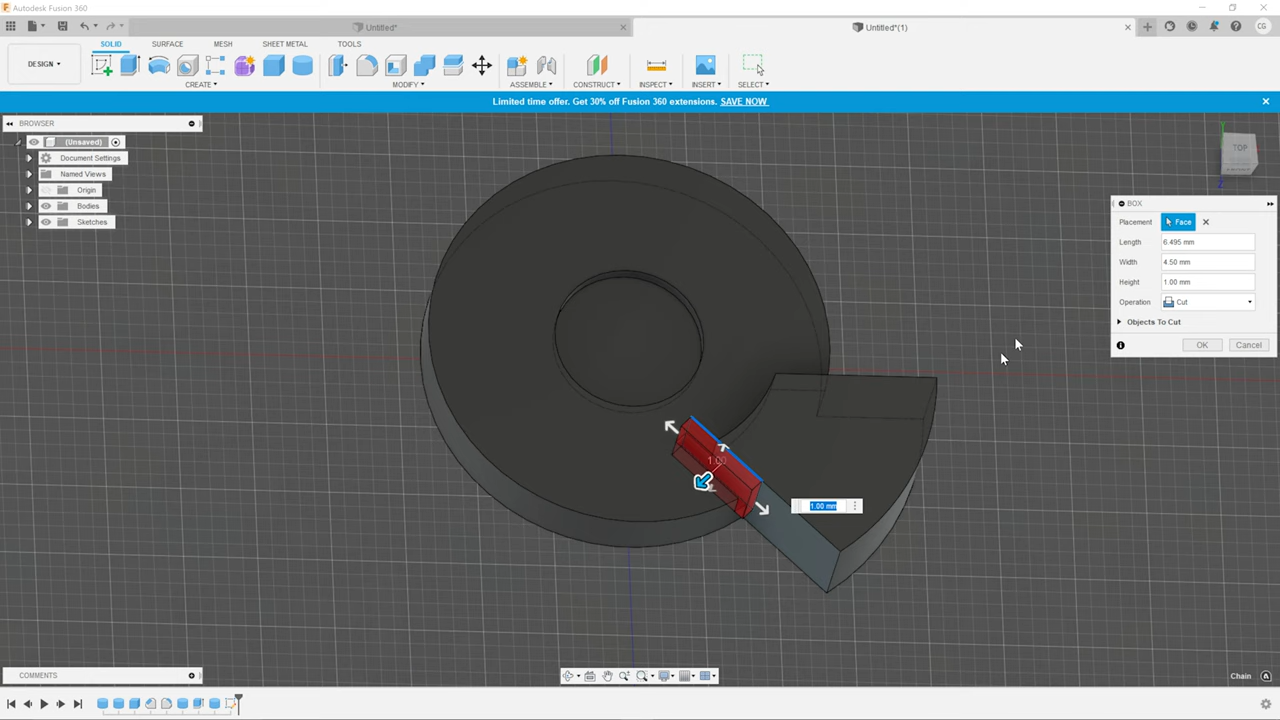 Autodesk Fusion 360
Untitled*
Untitled*(1)
CG
DESIGN
SOLID SURFACE MESH SHEET METAL TOOLS
CREATE MODIFY ASSEMBLE CONSTRUCT INSPECT INSERT SELECT
Limited time offer. Get 30% off Fusion 360 extensions. SAVE NOW
BROWSER
(Unsaved)
Document Settings
Named Views
Origin
Bodies
Sketches
TOP
Y
Z
BOX
Placement Face
Length 6.495 mm
Width 4.50 mm
Height 1.00 mm
Operation Cut
Objects To Cut
OK Cancel
1.00
1.00 mm
COMMENTS
Chain